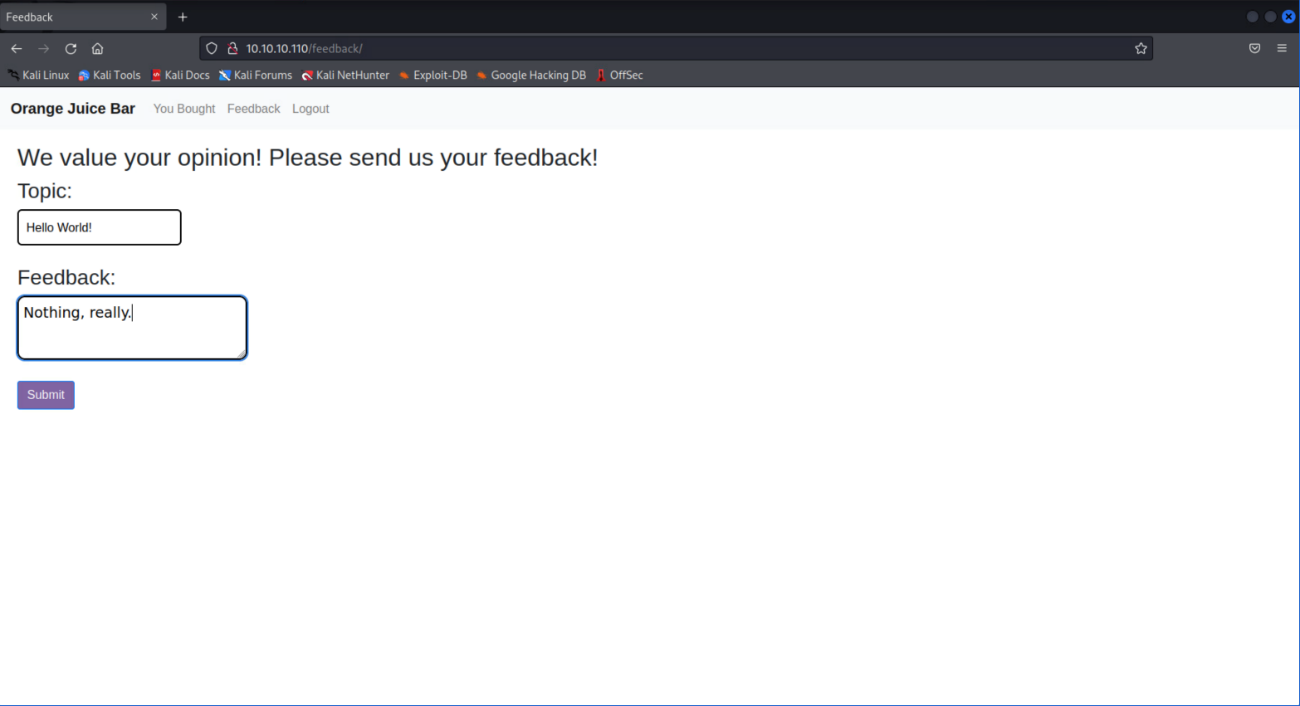 Feedback
10.10.10.110/feedback/
Kali Linux Kali Tools Kali Docs Kali Forums Kali NetHunter Exploit-DB Google Hacking DB OffSec
Orange Juice Bar You Bought Feedback Logout
We value your opinion! Please send us your feedback!
Topic:
Hello World!
Feedback:
Nothing, really.
Submit